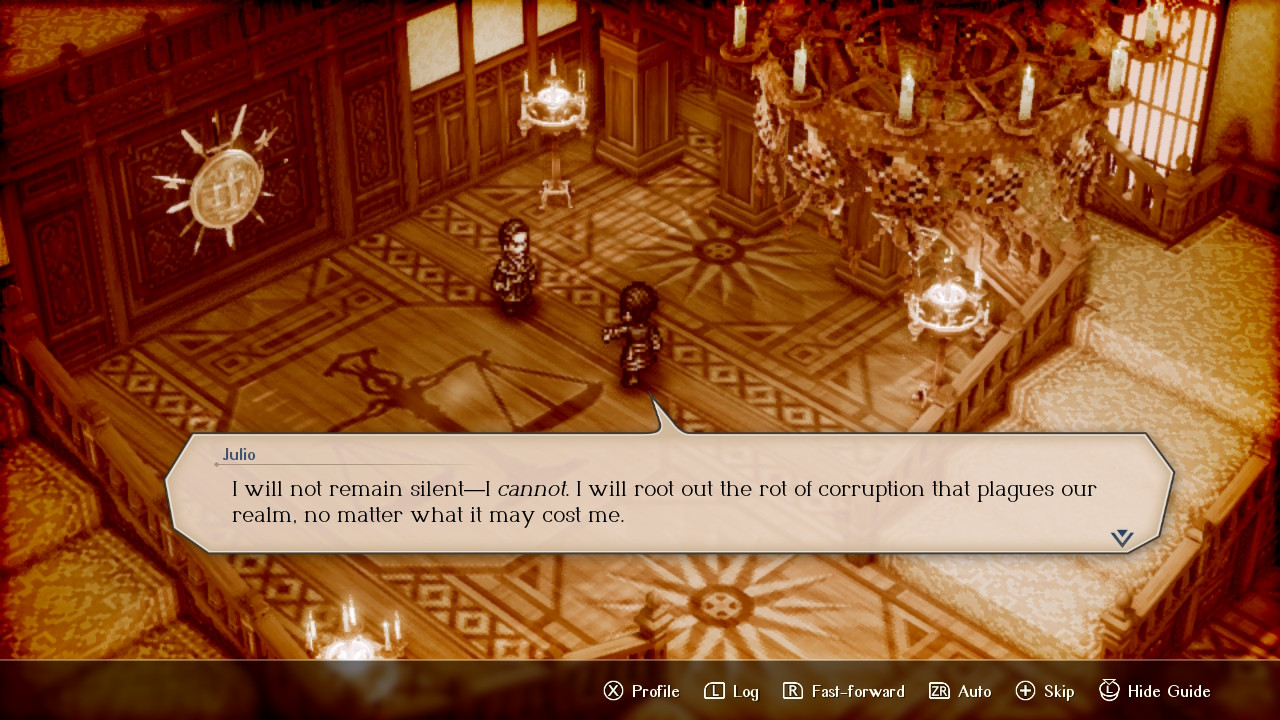 Julio
I will not remain silent—I cannot. I will root out the rot of corruption that plagues our
realm, no matter what it may cost me.
X Profile L Log R Fast-forward ZR Auto + Skip L Hide Guide